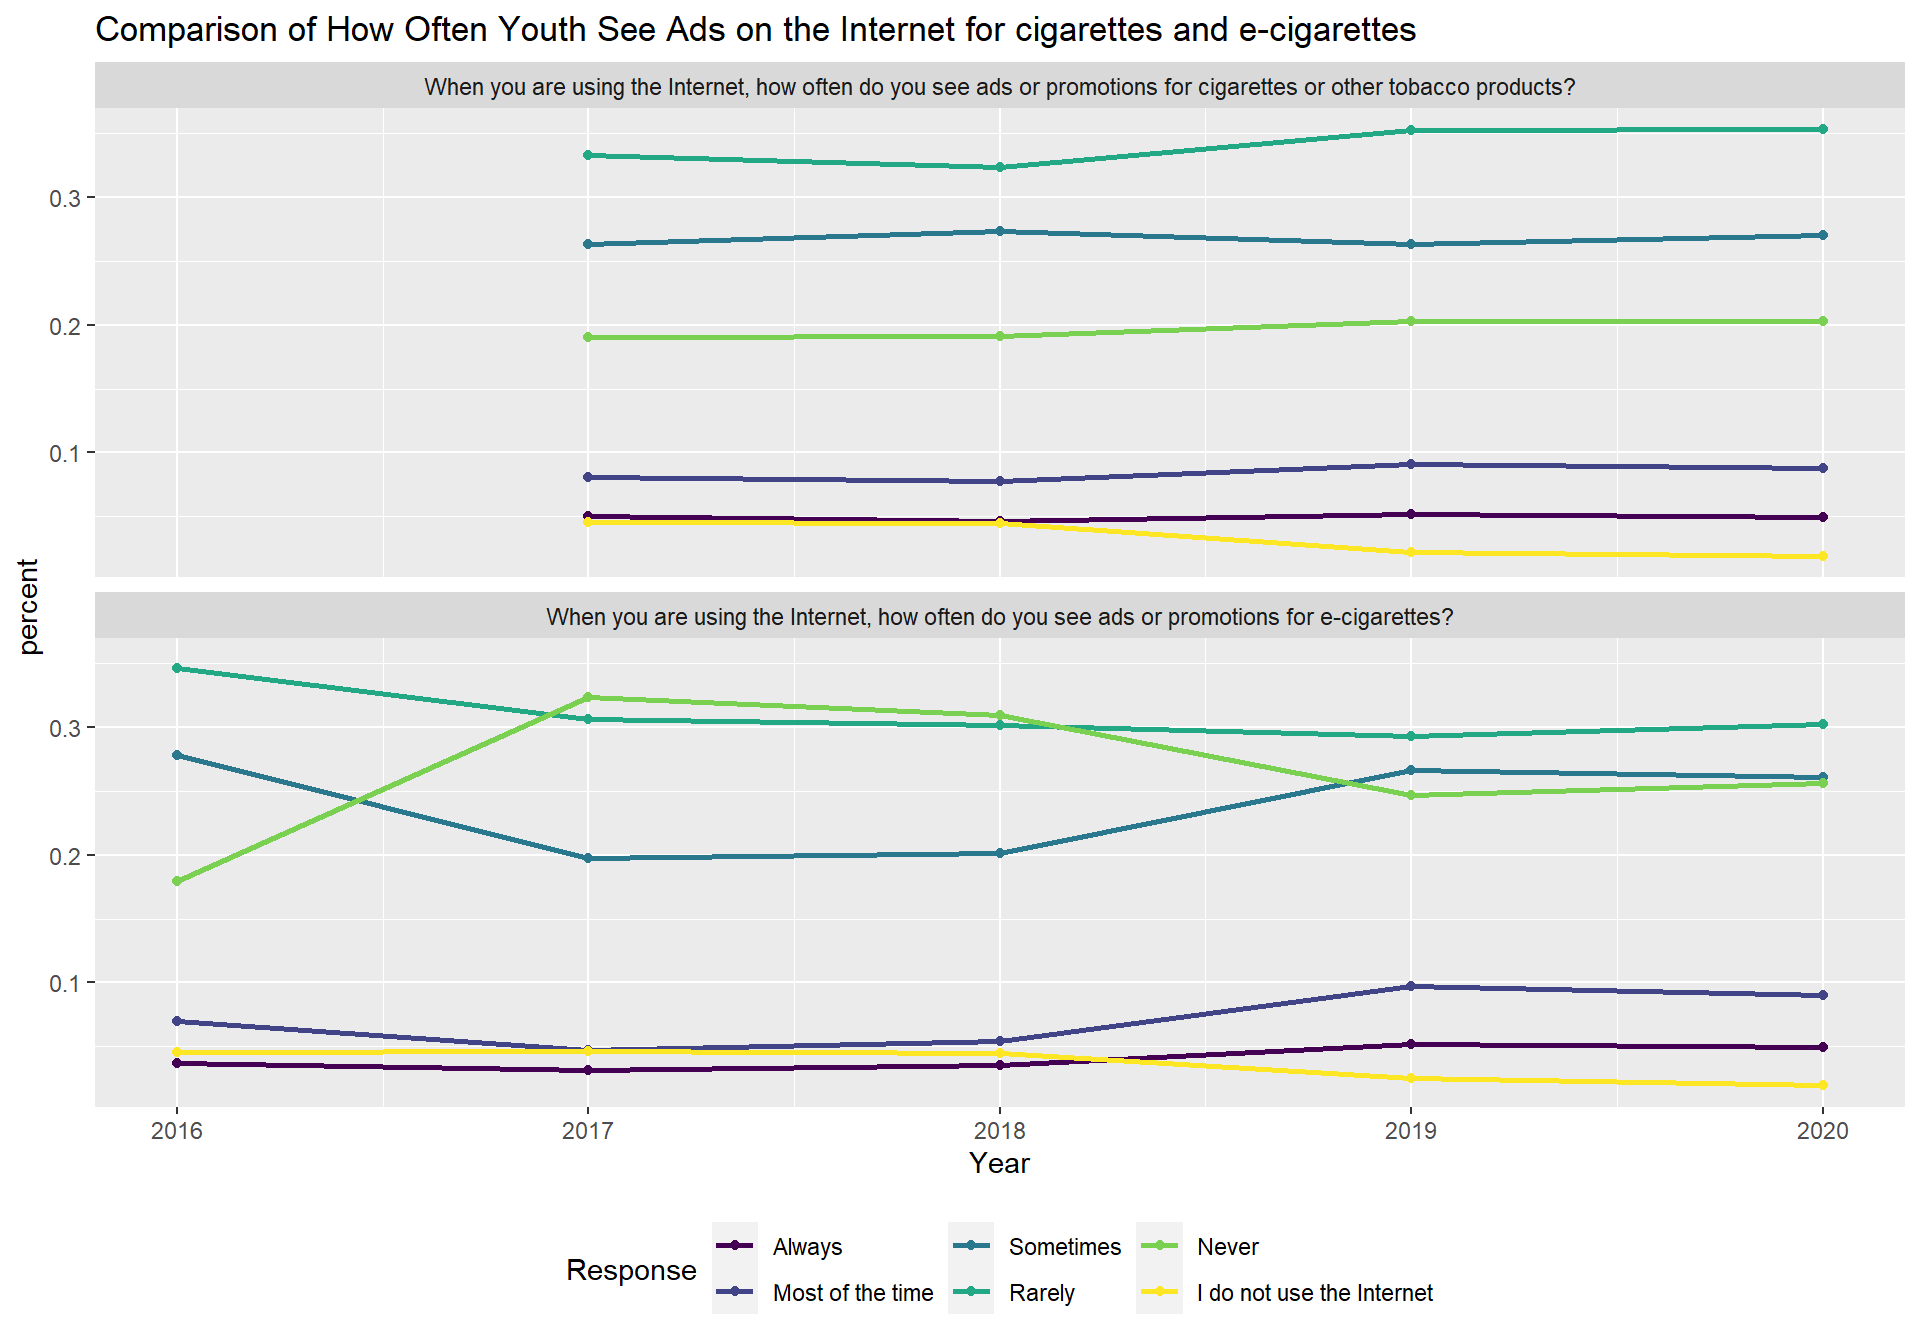 Comparison of How Often Youth See Ads on the Internet for cigarettes and e-cigarettes
When you are using the Internet, how often do you see ads or promotions for cigarettes or other tobacco products?
0.3
0.2
0.1
percent
When you are using the Internet, how often do you see ads or promotions for e-cigarettes?
0.3
0.2
0.1
2016 2017 2018 2019 2020
Year
Response
Always Sometimes Never
Most of the time Rarely I do not use the Internet